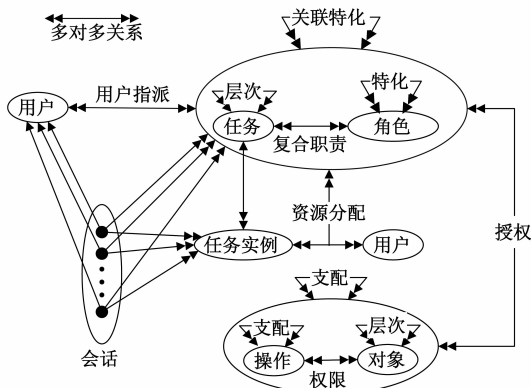 多对多关系
关联特化
用户
用户指派
层次
特化
任务
角色
复合职责
资源分配
任务实例
用户
授权
会话
支配
支配
层次
操作
对象
权限